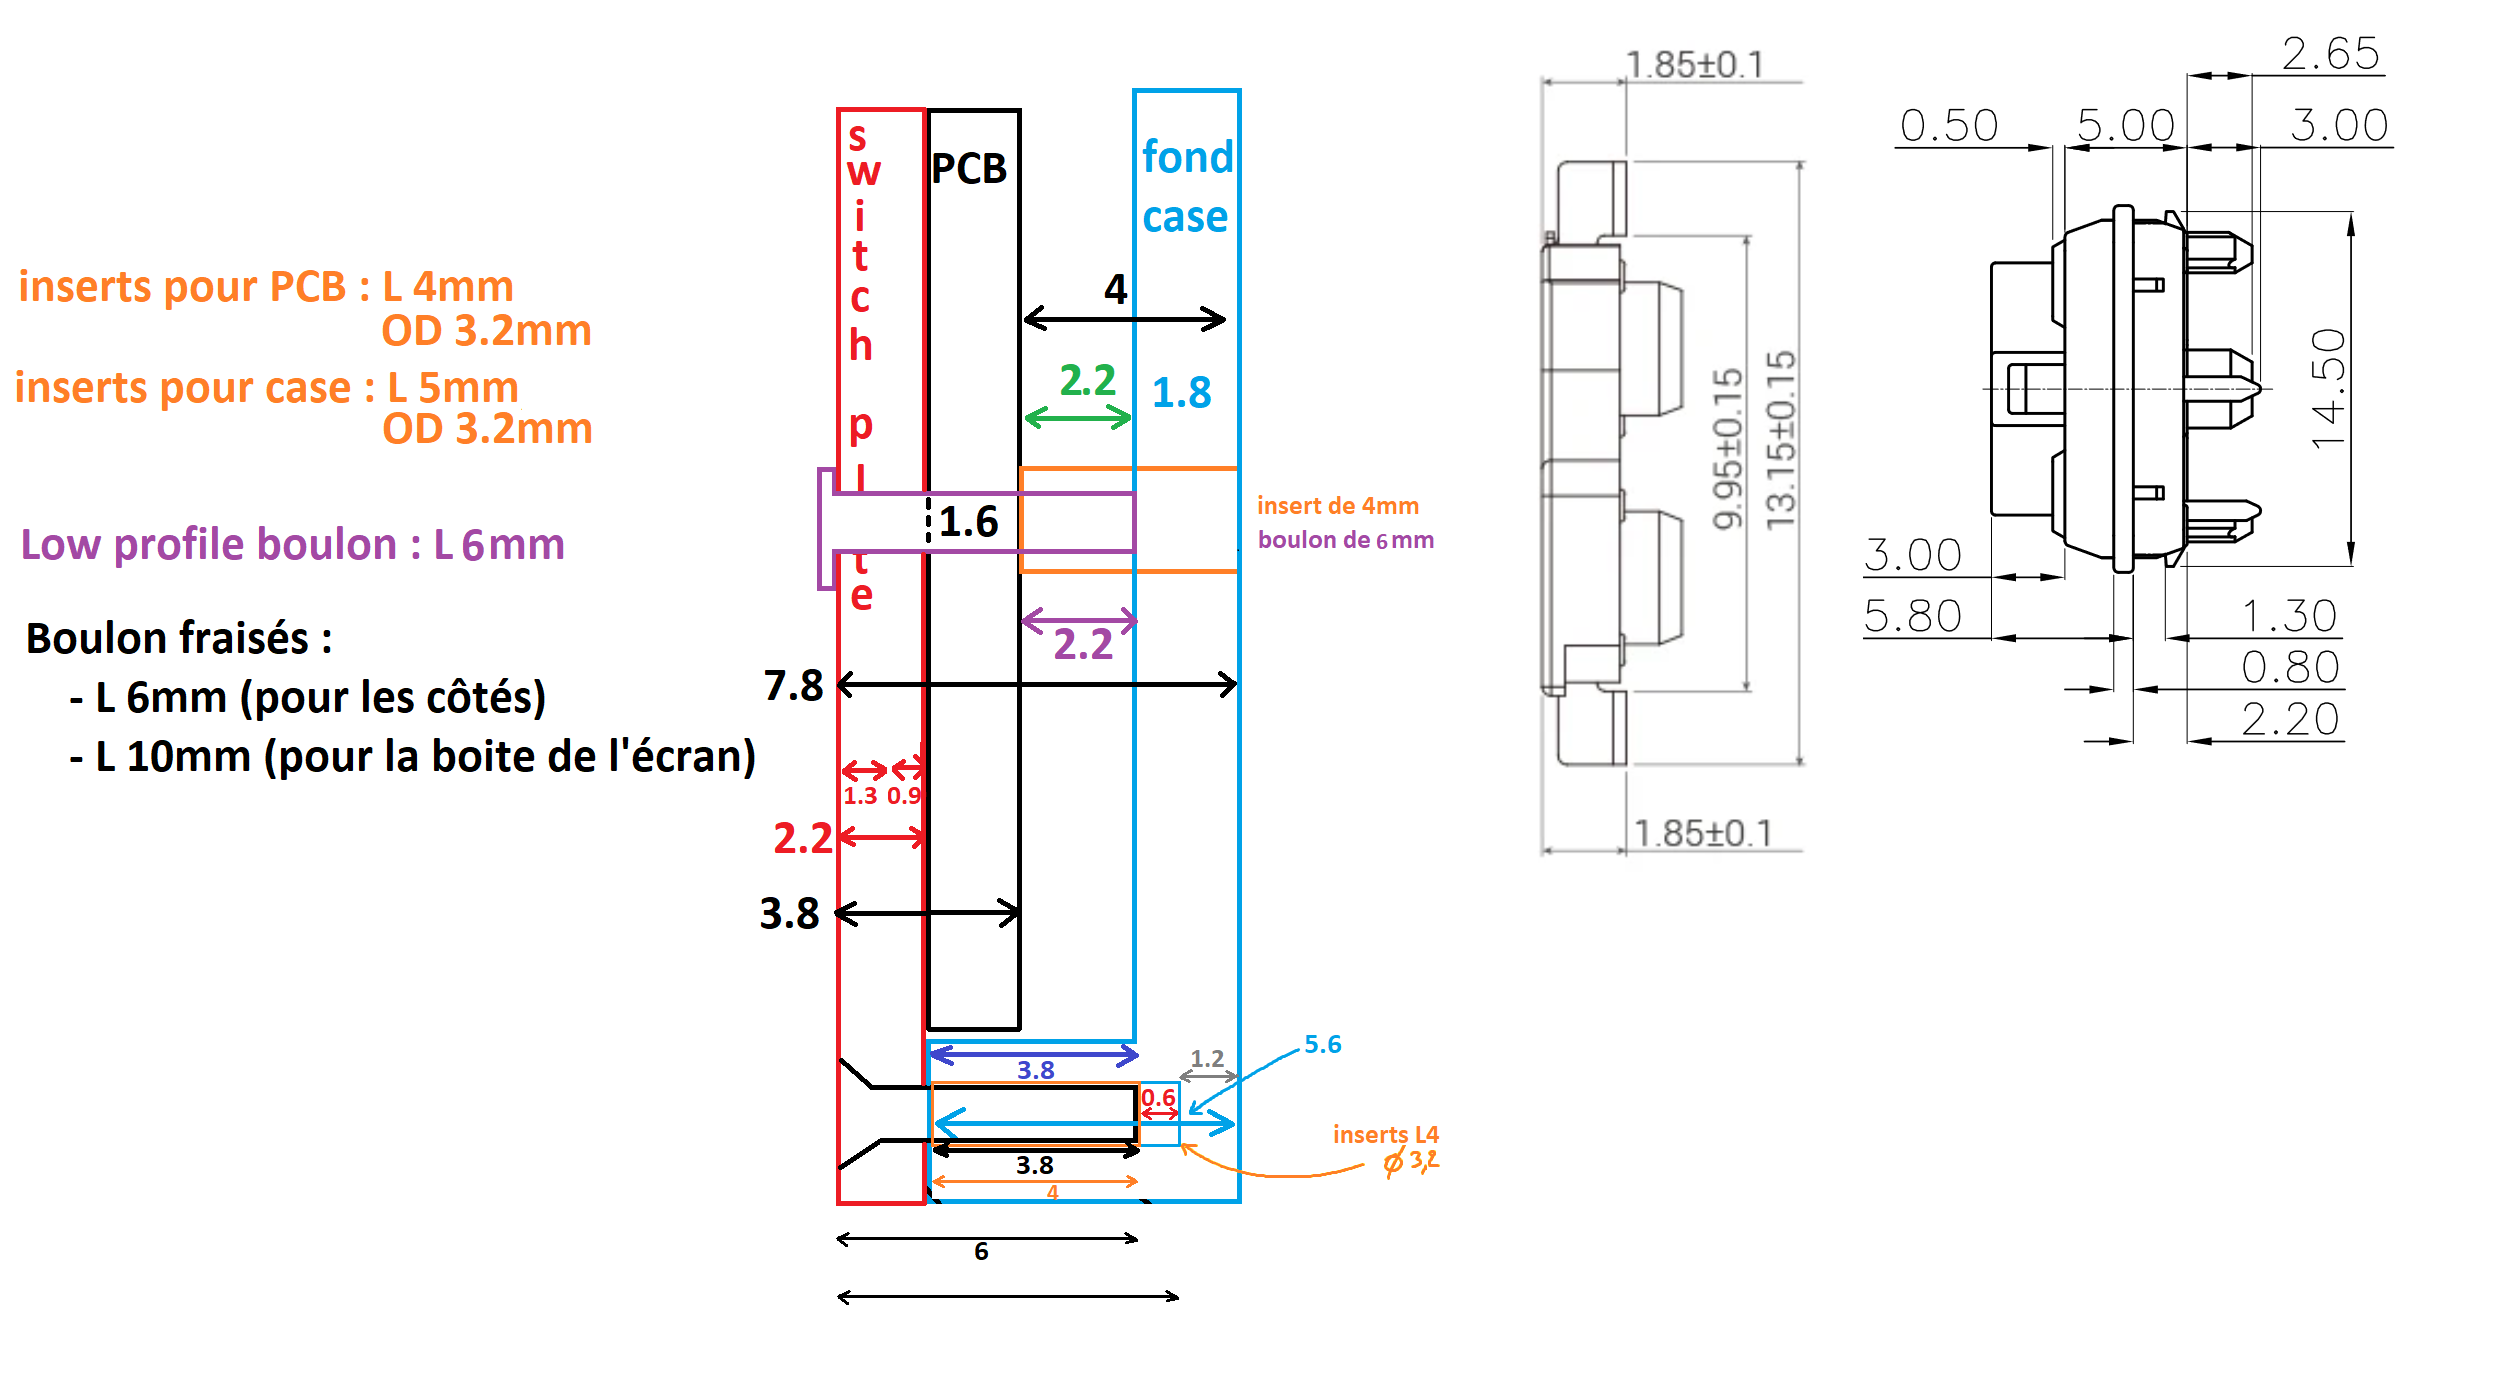 inserts pour PCB : L 4mm
OD 3.2mm
inserts pour case : L 5mm
OD 3.2mm
Low profile boulon : L 6mm
Boulon fraisés :
- L 6mm (pour les côtés)
- L 10mm (pour la boite de l'écran)
switch plate
PCB
fond
case
4
2.2
1.8
1.6
insert de 4mm
boulon de 6mm
2.2
7.8
1.3 0.9
2.2
3.8
3.8
1.2
5.6
0.6
3.8
4
inserts L4
ϕ 3,2
6
1.85±0.1
9.95±0.15
13.15±0.15
1.85±0.1
2.65
0.50
5.00
3.00
14.50
3.00
5.80
1.30
0.80
2.20